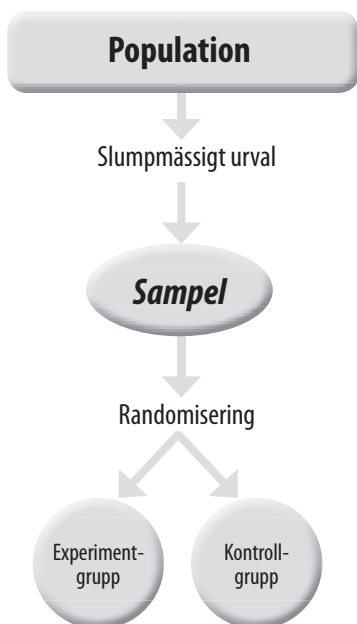 Population
Slumpmässigt urval
Sampel
Randomisering
Experiment-
grupp
Kontroll-
grupp